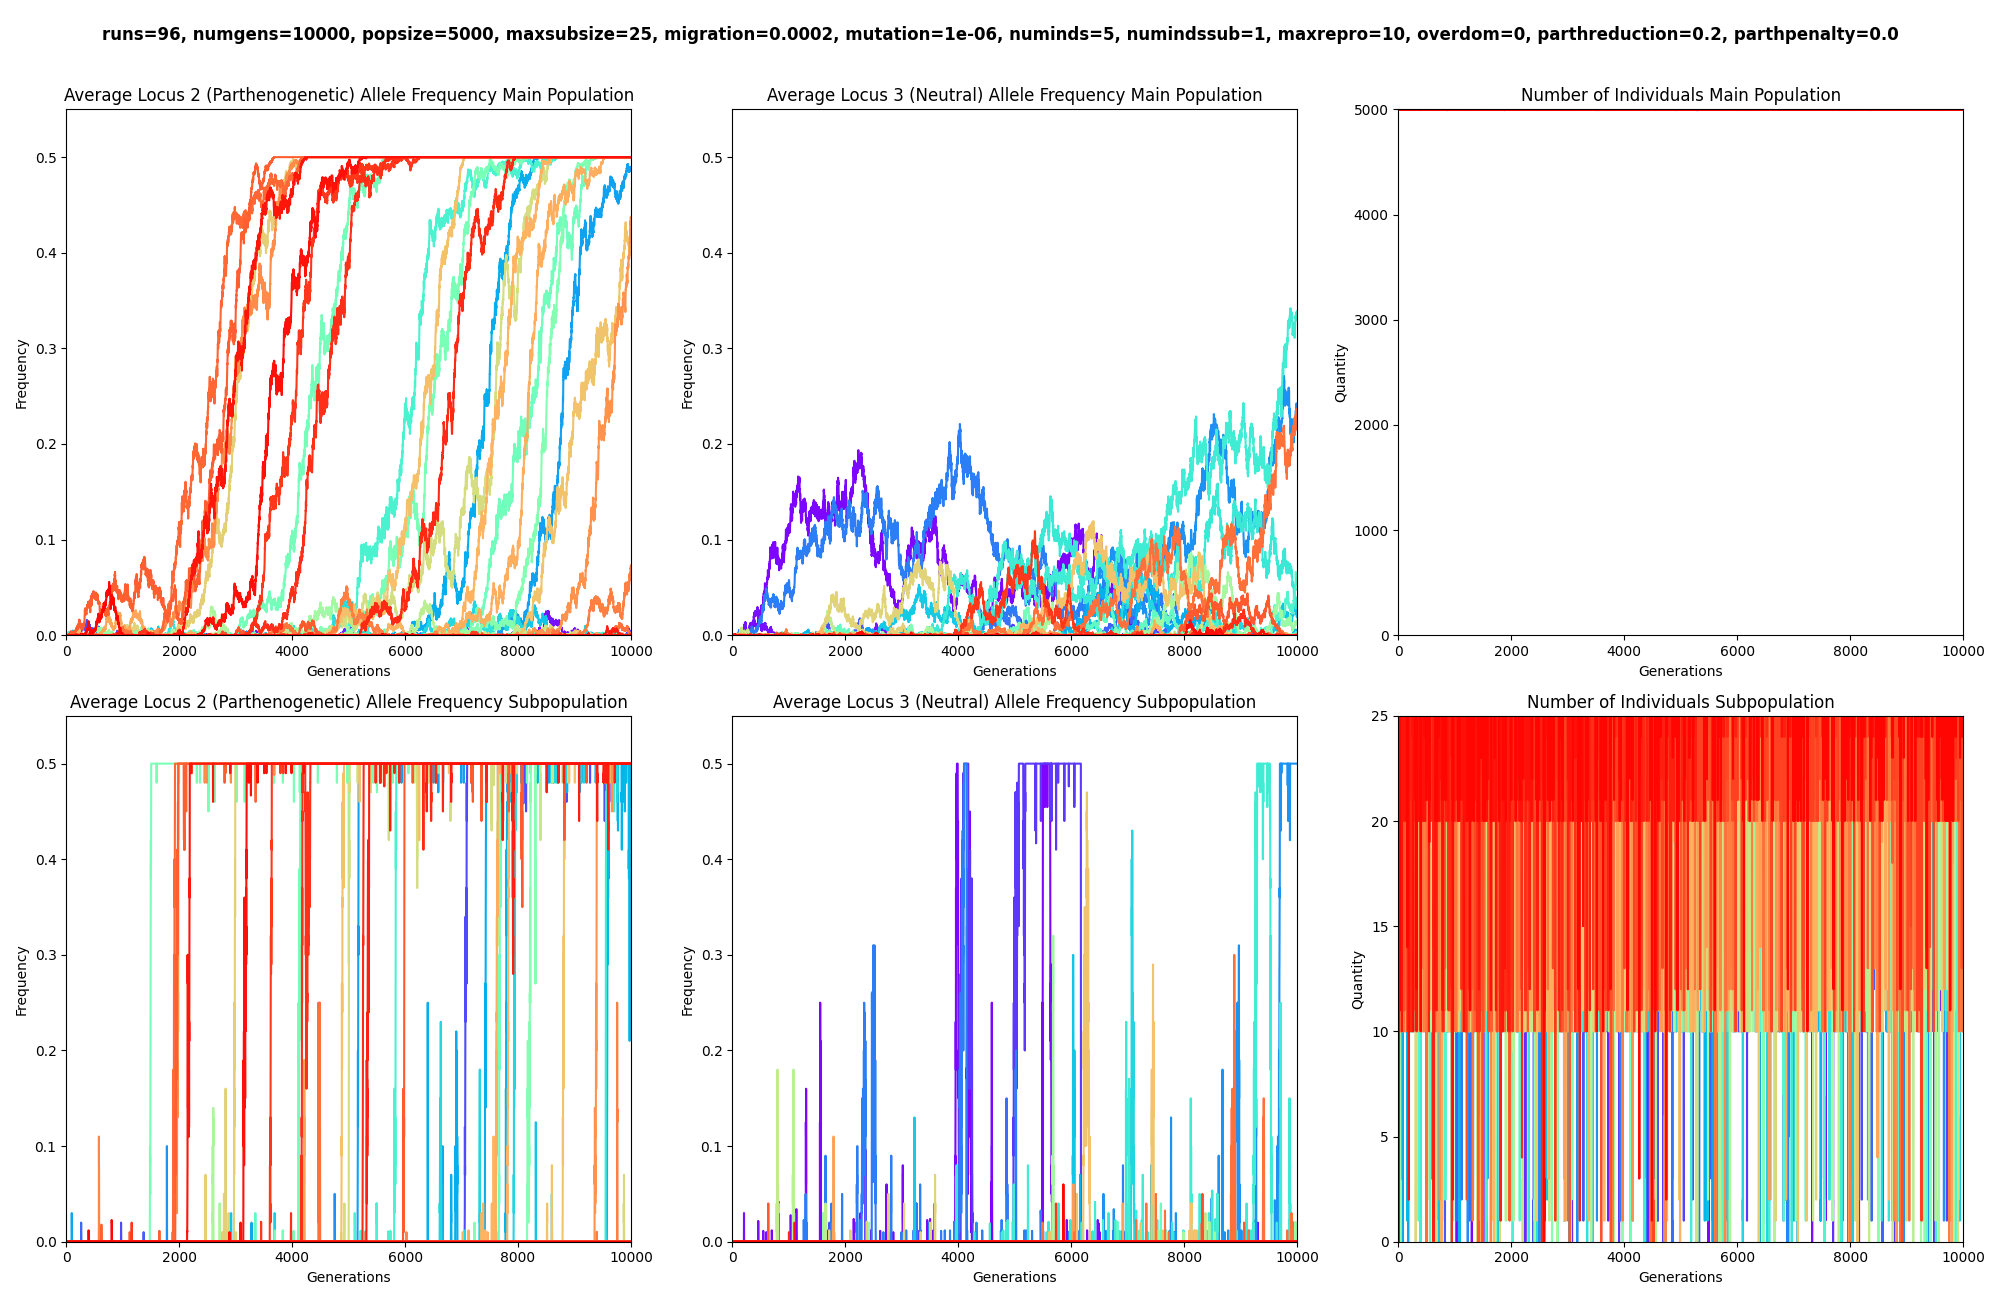 runs=96, numgens=10000, popsize=5000, maxsubsize=25, migration=0.0002, mutation=1e-06, numinds=5, numindssub=1, maxrepro=10, overdom=0, parthreduction=0.2, parthpenalty=0.0
Average Locus 2 (Parthenogenetic) Allele Frequency Main Population
0.5
0.4
0.3
0.2
0.1
0.0
Frequency
0 2000 4000 6000 8000 10000
Generations
Average Locus 3 (Neutral) Allele Frequency Main Population
0.5
0.4
0.3
0.2
0.1
0.0
Frequency
0 2000 4000 6000 8000 10000
Generations
Number of Individuals Main Population
5000
4000
3000
2000
1000
0
Quantity
0 2000 4000 6000 8000 10000
Generations
Average Locus 2 (Parthenogenetic) Allele Frequency Subpopulation
0.5
0.4
0.3
0.2
0.1
0.0
Frequency
0 2000 4000 6000 8000 10000
Generations
Average Locus 3 (Neutral) Allele Frequency Subpopulation
0.5
0.4
0.3
0.2
0.1
0.0
Frequency
0 2000 4000 6000 8000 10000
Generations
Number of Individuals Subpopulation
25
20
15
10
5
0
Quantity
0 2000 4000 6000 8000 10000
Generations